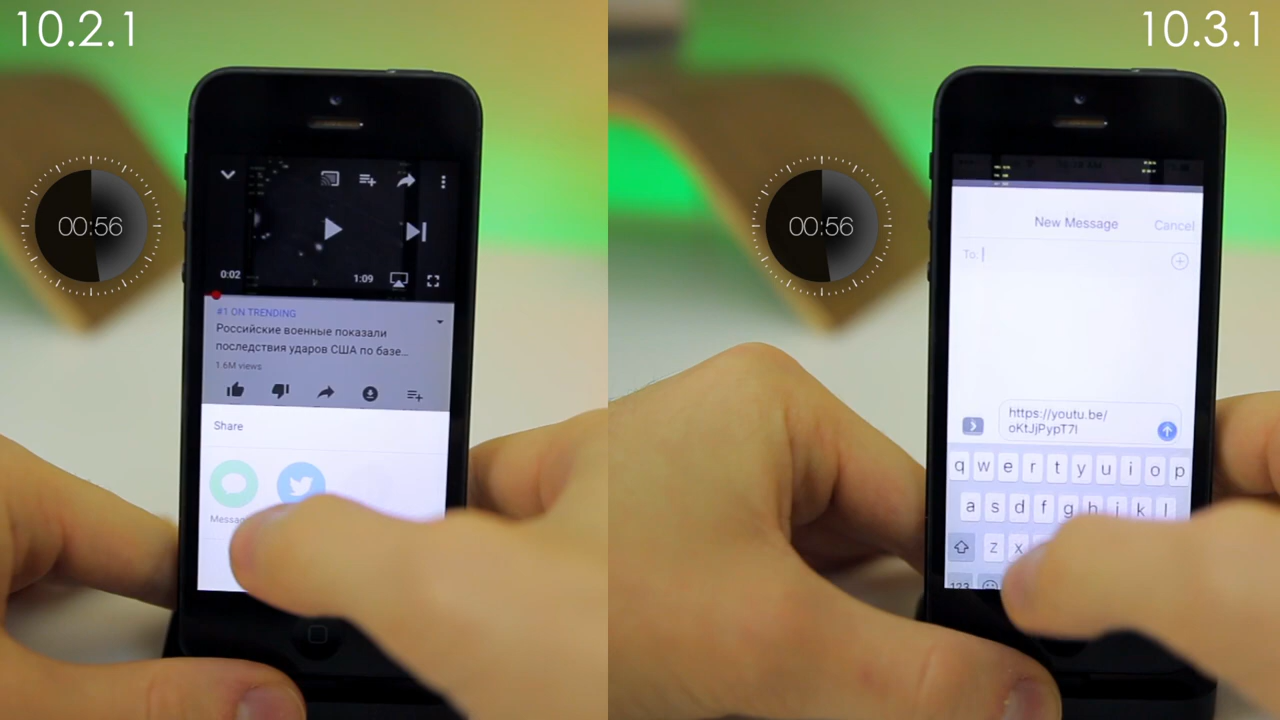 10.2.1
00:56
0:02
1:09
#1 ON TRENDING
Российские военные показали
последствия ударов США по базе...
1.6M views
Share
10.3.1
00:56
New Message
Cancel
To:
https://youtu.be/
oKtJjPypT7I
q w e r t y u i o p
a s d f g h j k l
z x
123